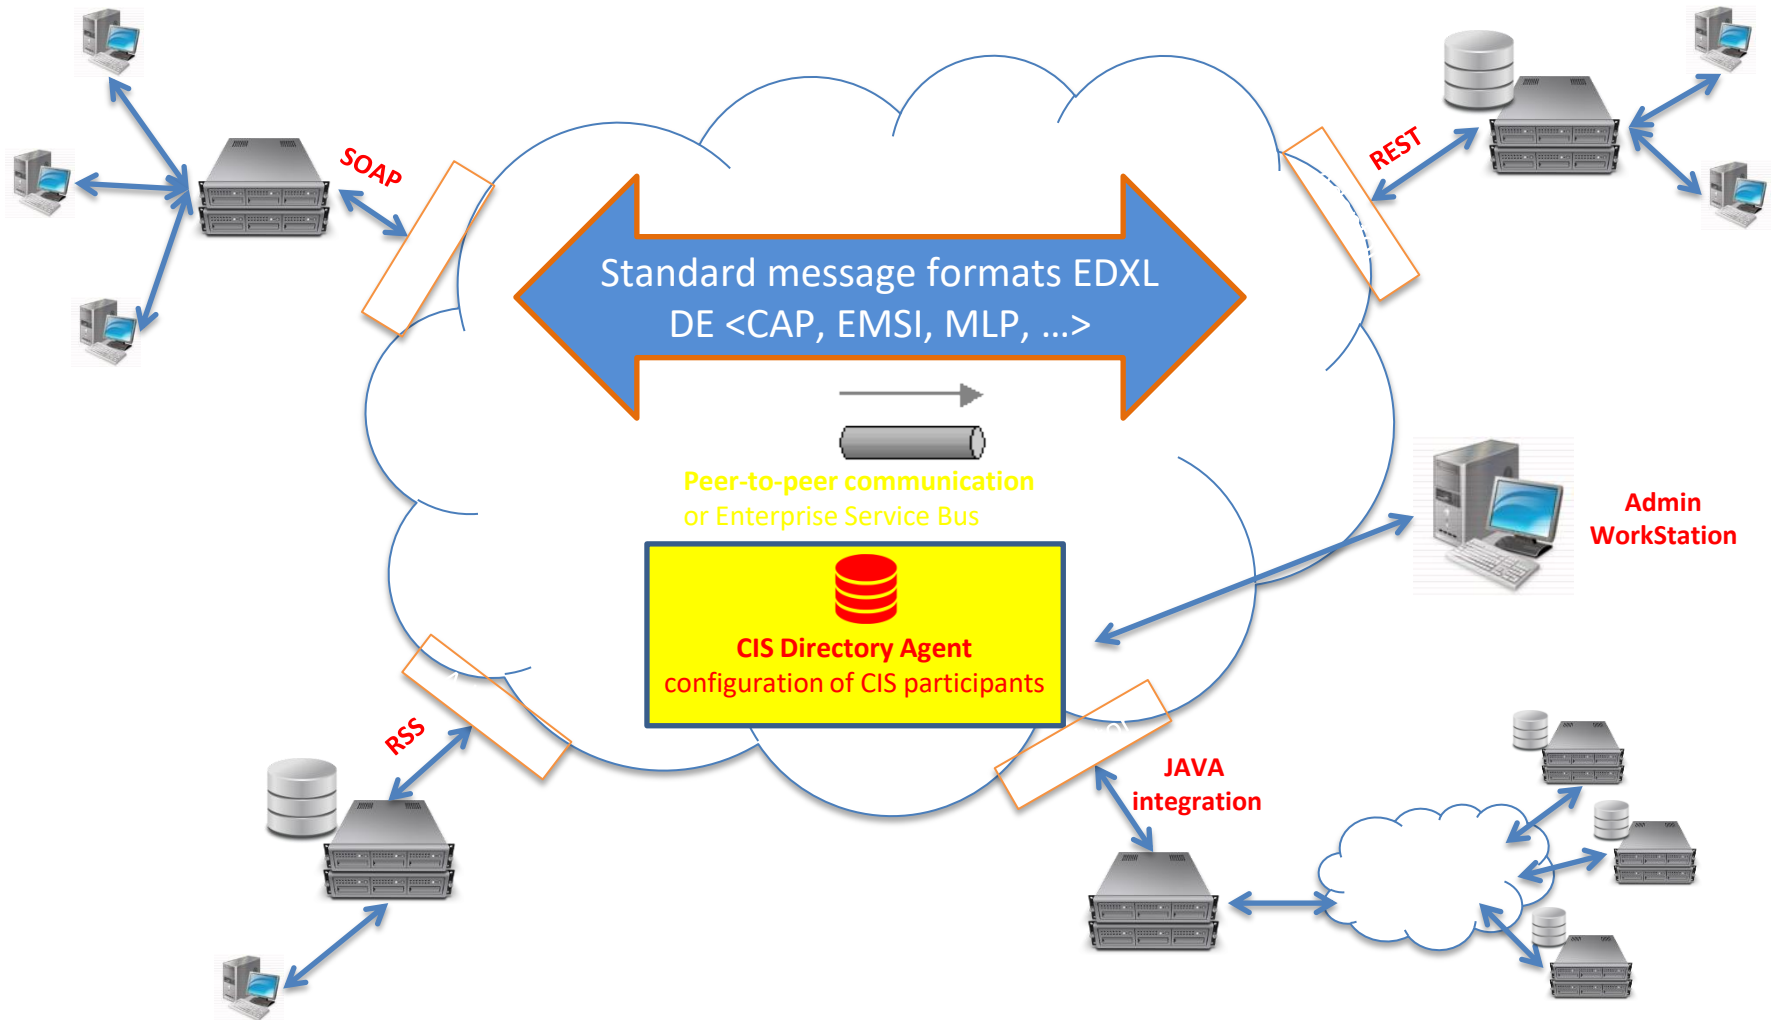 SOAP
REST
Standard message formats EDXL
DE <CAP, EMSI, MLP, ...>
Peer-to-peer communication
or Enterprise Service Bus
Admin
WorkStation
CIS Directory Agent
configuration of CIS participants
RSS
JAVA
integration